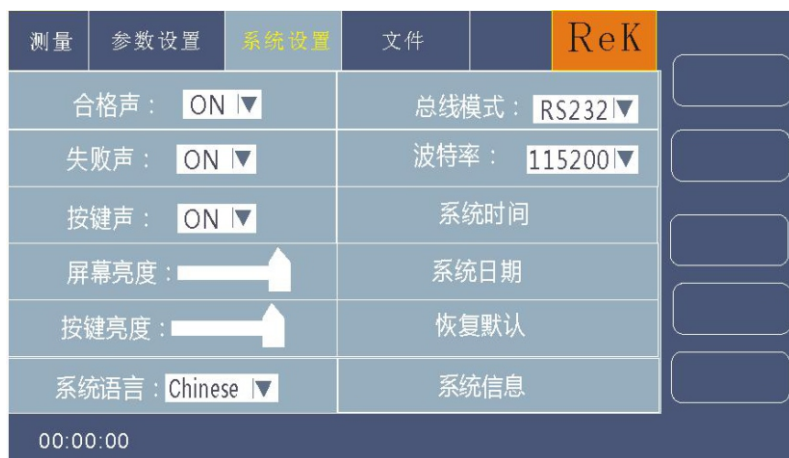 测量 参数设置 系统设置 文件 ReK
合格声： ON 总线模式： RS232
失败声： ON 波特率： 115200
按键声： ON 系统时间
屏幕亮度： 系统日期
按键亮度： 恢复默认
系统语言：Chinese 系统信息
00:00:00